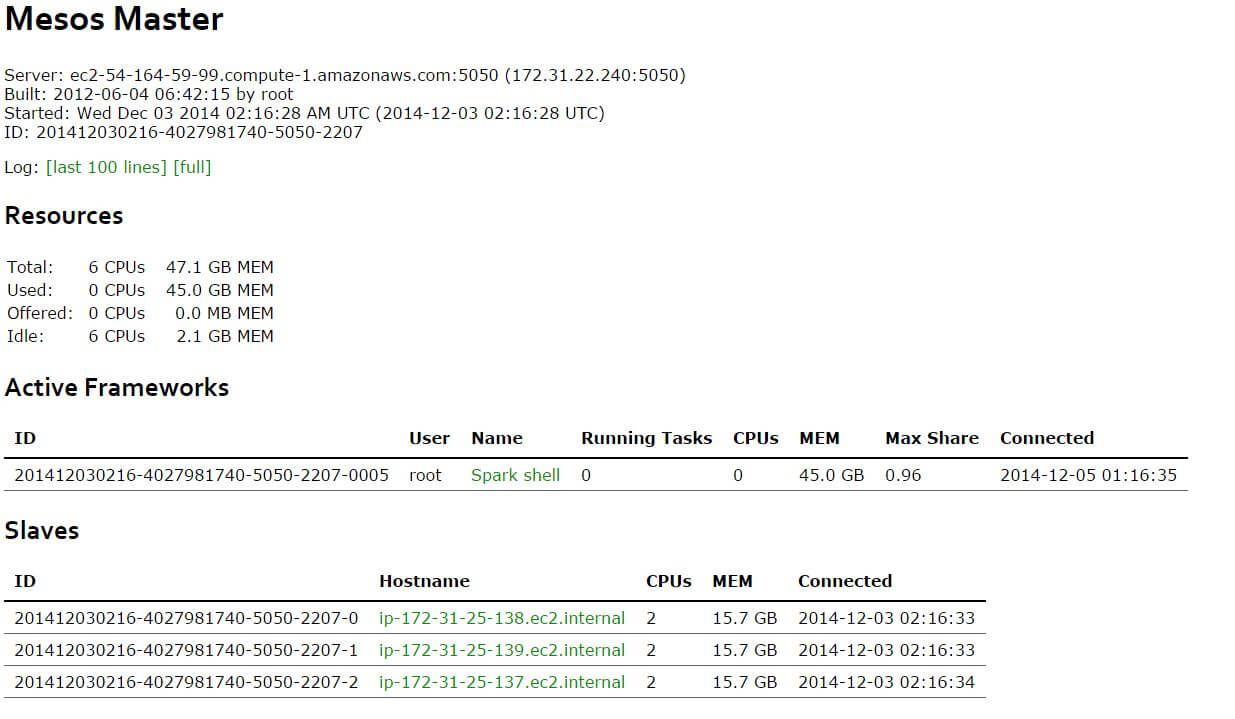 Mesos Master
Server: ec2-54-164-59-99.compute-1.amazonaws.com:5050 (172.31.22.240:5050)
Built: 2012-06-04 06:42:15 by root
Started: Wed Dec 03 2014 02:16:28 AM UTC (2014-12-03 02:16:28 UTC)
ID: 201412030216-4027981740-5050-2207
Log: [last 100 lines] [full]
Resources
Total: 6 CPUs 47.1 GB MEM
Used: 0 CPUs 45.0 GB MEM
Offered: 0 CPUs 0.0 MB MEM
Idle: 6 CPUs 2.1 GB MEM
Active Frameworks
ID User Name Running Tasks CPUs MEM Max Share Connected
201412030216-4027981740-5050-2207-0005 root Spark shell 0 0 45.0 GB 0.96 2014-12-05 01:16:35
Slaves
ID Hostname CPUs MEM Connected
201412030216-4027981740-5050-2207-0 ip-172-31-25-138.ec2.internal 2 15.7 GB 2014-12-03 02:16:33
201412030216-4027981740-5050-2207-1 ip-172-31-25-139.ec2.internal 2 15.7 GB 2014-12-03 02:16:33
201412030216-4027981740-5050-2207-2 ip-172-31-25-137.ec2.internal 2 15.7 GB 2014-12-03 02:16:34